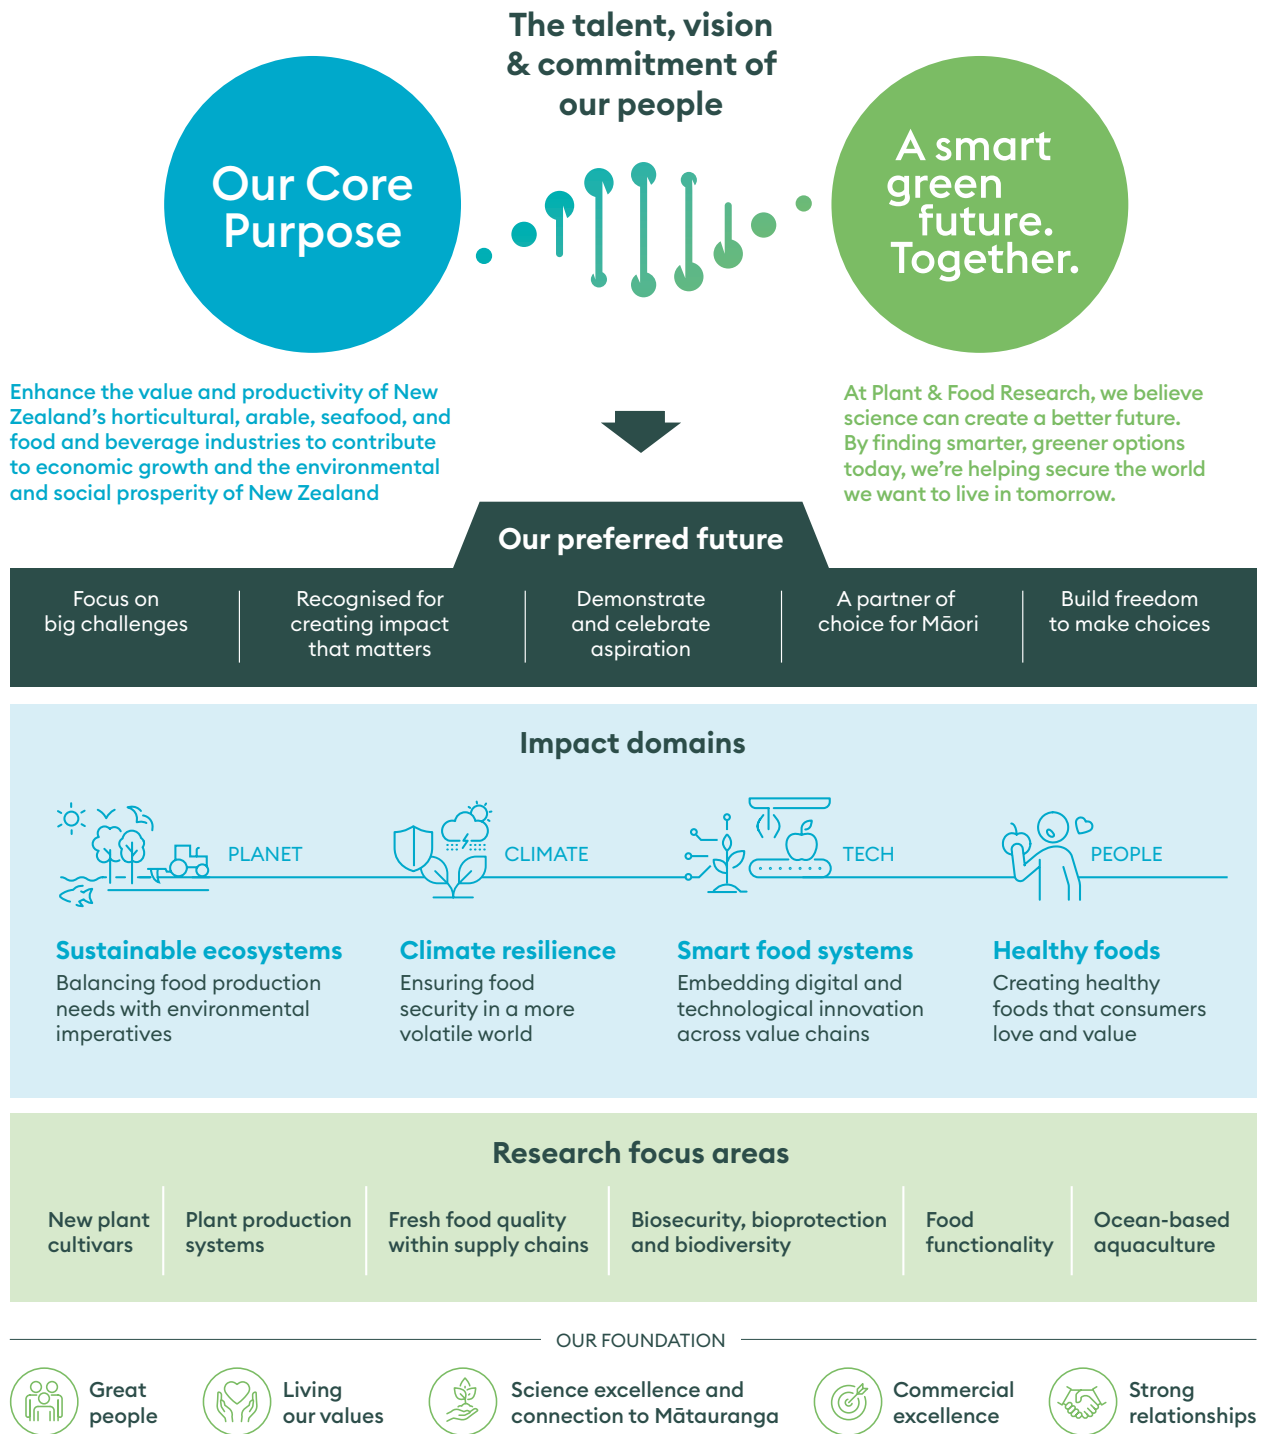 The talent, vision
& commitment of
our people
Our Core
Purpose
A smart
green
future.
Together.
Enhance the value and productivity of New
Zealand’s horticultural, arable, seafood, and
food and beverage industries to contribute
to economic growth and the environmental
and social prosperity of New Zealand
At Plant & Food Research, we believe
science can create a better future.
By finding smarter, greener options
today, we’re helping secure the world
we want to live in tomorrow.
Our preferred future
Focus on
big challenges
Recognised for
creating impact
that matters
Demonstrate
and celebrate
aspiration
A partner of
choice for Māori
Build freedom
to make choices
Impact domains
PLANET
CLIMATE
TECH
PEOPLE
Sustainable ecosystems
Balancing food production
needs with environmental
imperatives
Climate resilience
Ensuring food
security in a more
volatile world
Smart food systems
Embedding digital and
technological innovation
across value chains
Healthy foods
Creating healthy
foods that consumers
love and value
Research focus areas
New plant
cultivars
Plant production
systems
Fresh food quality
within supply chains
Biosecurity, bioprotection
and biodiversity
Food
functionality
Ocean-based
aquaculture
OUR FOUNDATION
Great
people
Living
our values
Science excellence and
connection to Mātauranga
Commercial
excellence
Strong
relationships